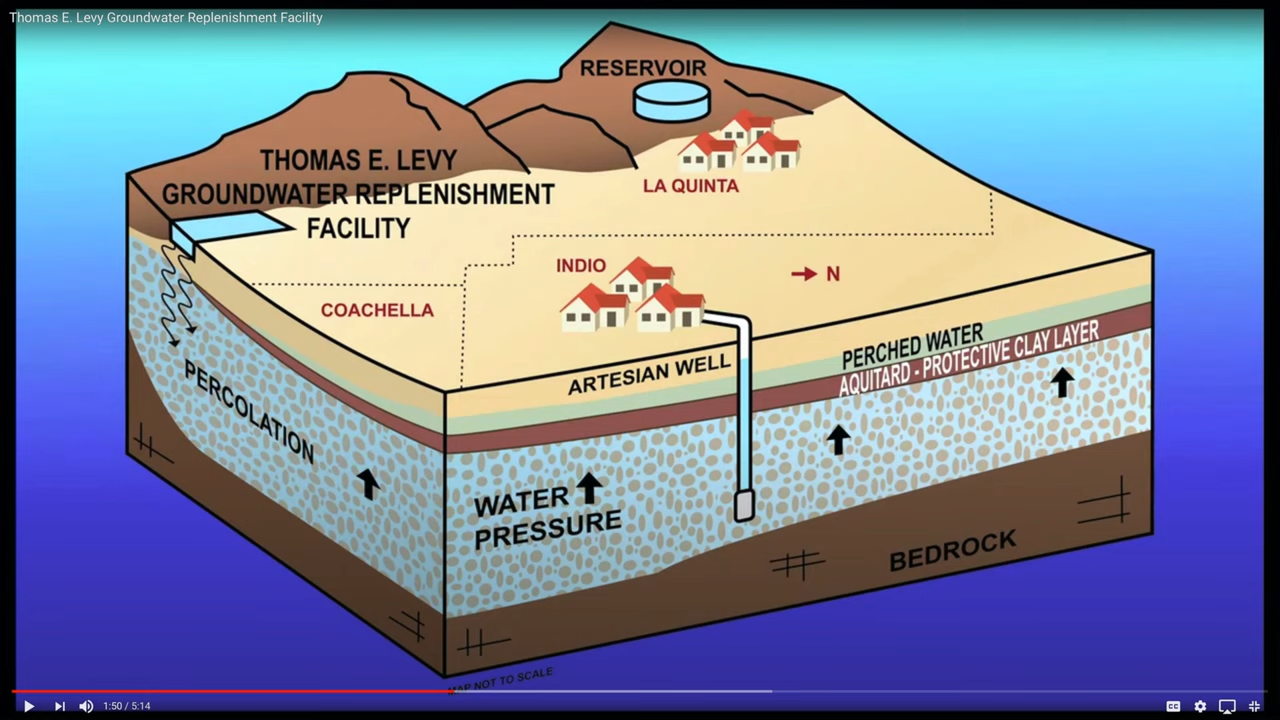 Thomas E. Levy Groundwater Replenishment Facility
RESERVOIR
THOMAS E. LEVY
GROUNDWATER REPLENISHMENT
FACILITY
LA QUINTA
INDIO
N
COACHELLA
PERCHED WATER
AQUITARD - PROTECTIVE CLAY LAYER
ARTESIAN WELL
PERCOLATION
WATER
PRESSURE
BEDROCK
MAP NOT TO SCALE
1:50 / 5:14
CC